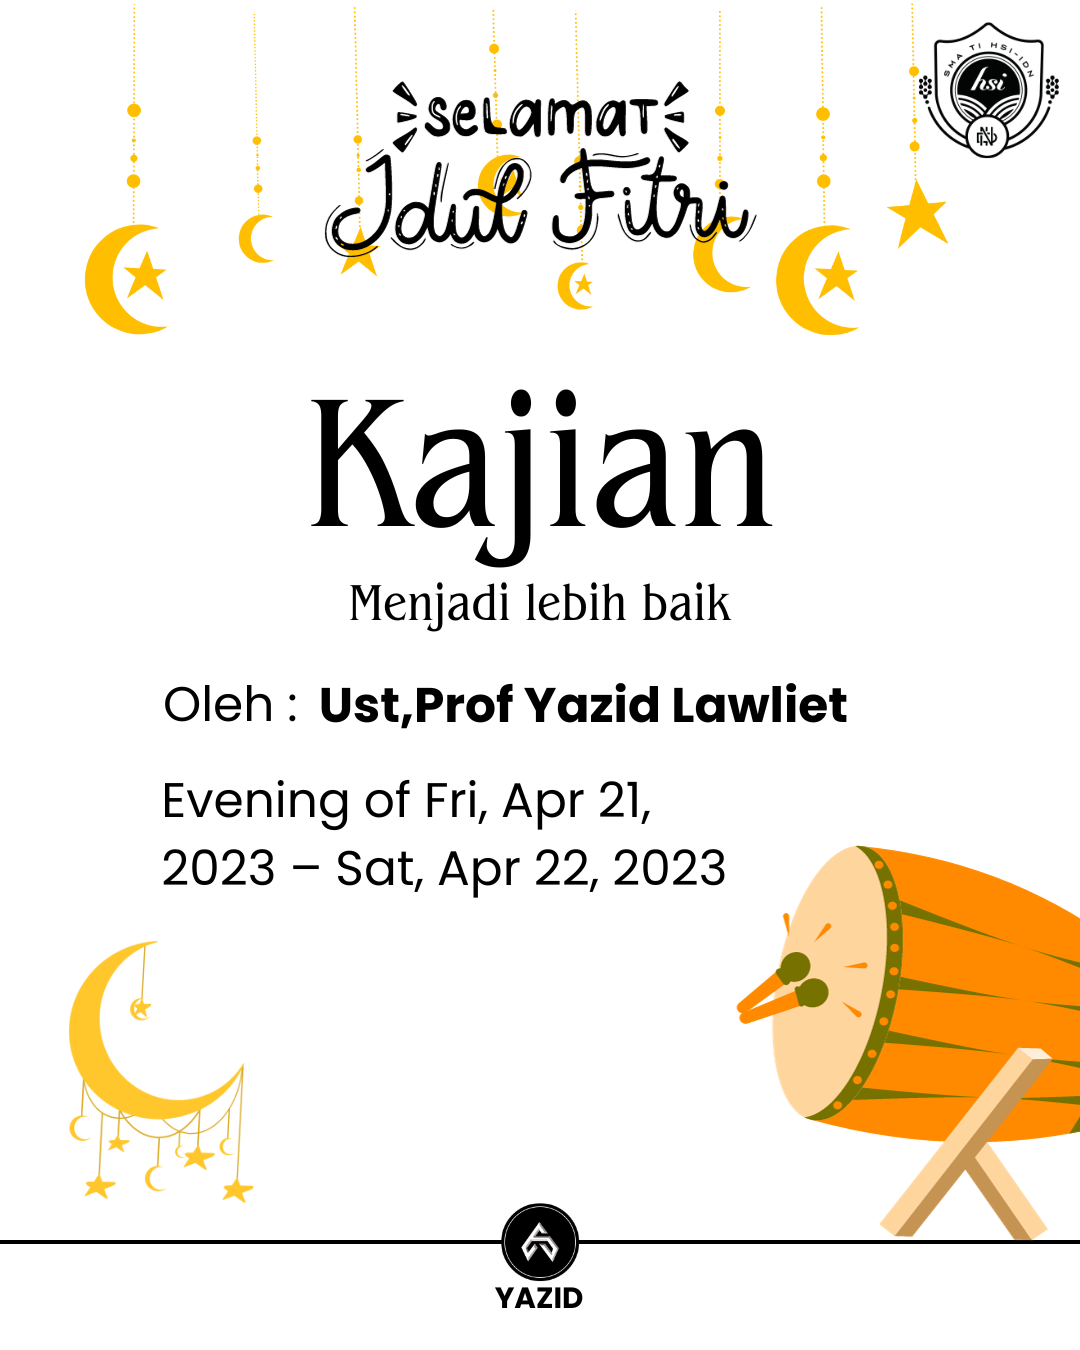 SMA TI HSI-IDN
hsi
SELAMAT
Idul Fitri
Kajian
Menjadi lebih baik
Oleh : Ust,Prof Yazid Lawliet
Evening of Fri, Apr 21,
2023 – Sat, Apr 22, 2023
YAZID